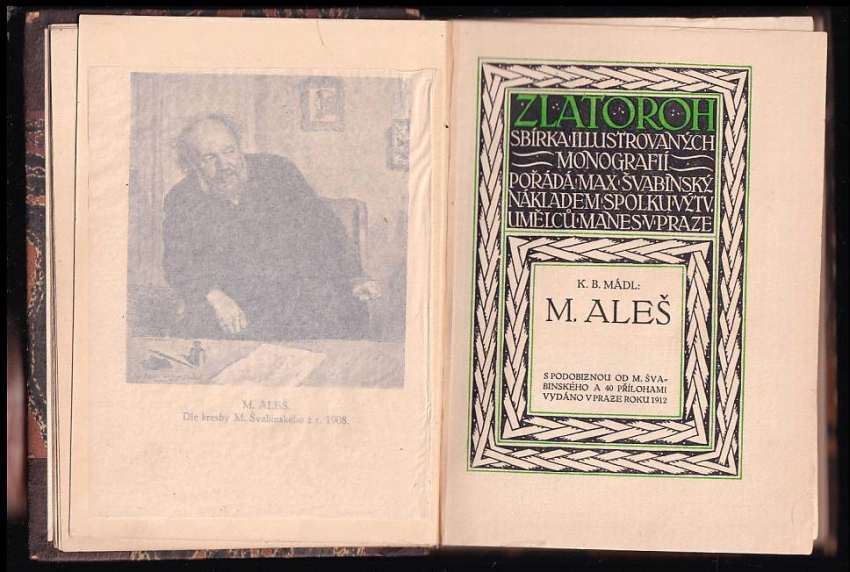 M. ALEŠ.
Dle kresby M. Švabinského z r. 1908.
ZLATOROH
SBÍRKA·ILLUSTROVANÝCH
MONOGRAFIÍ
POŘÁDÁ·MAX·ŠVABINSKÝ
NÁKLADEM·SPOLKU·VÝTV.
UMĚLCŮ·MANES·V·PRAZE
K. B. MÁDL:
M. ALEŠ
S PODOBIZNOU OD M. ŠVA-
BINSKÉHO A 40 PŘÍLOHAMI
VYDÁNO V PRAZE ROKU 1912